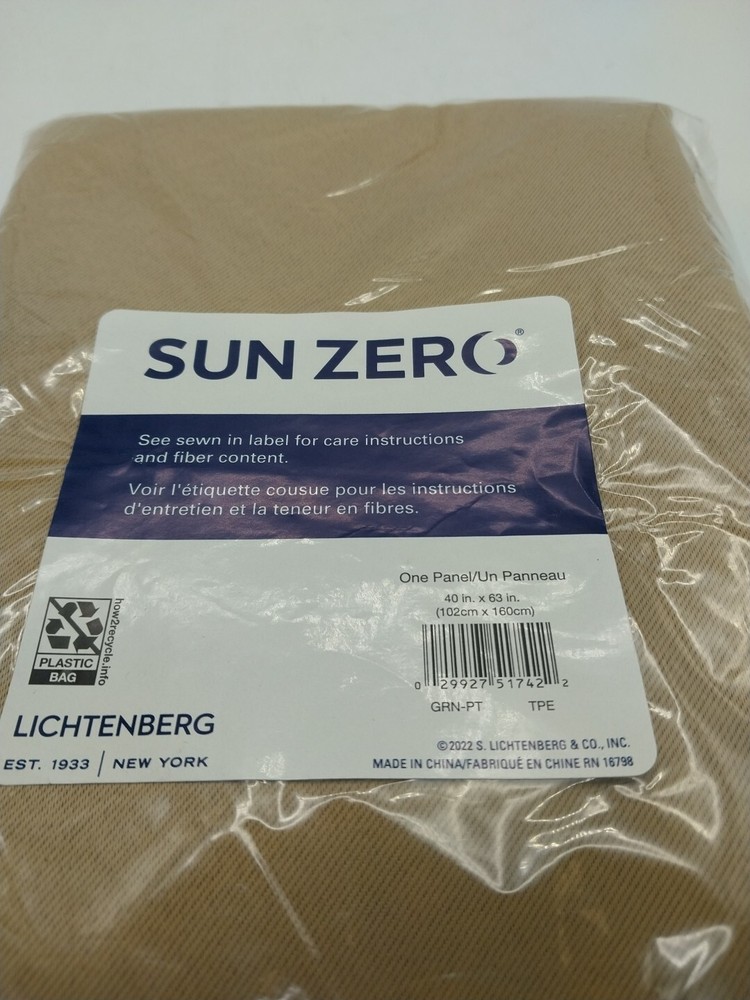 SUN ZERO®
See sewn in label for care instructions
and fiber content.
Voir l'étiquette cousue pour les instructions
d'entretien et la teneur en fibres.
One Panel/Un Panneau
40 in. x 63 in.
(102cm x 160cm)
0 29927 51742 2
GRN-PT TPE
how2recycle.info
PLASTIC
BAG
LICHTENBERG
EST. 1933 | NEW YORK
©2022 S. LICHTENBERG & CO., INC.
MADE IN CHINA/FABRIQUÉ EN CHINE RN 16798